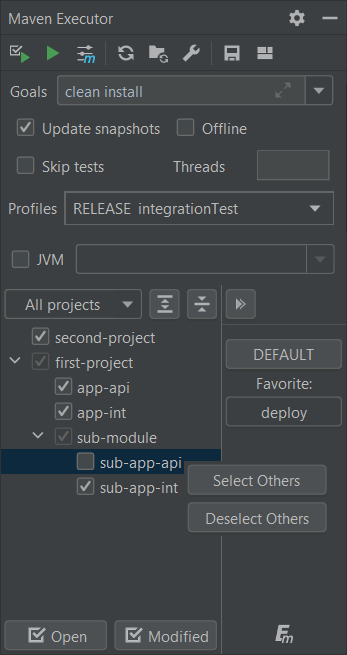 Maven Executor
Goals clean install
Update snapshots Offline
Skip tests Threads
Profiles RELEASE integrationTest
JVM
All projects
second-project
first-project
app-api
app-int
sub-module
sub-app-api
sub-app-int
DEFAULT
Favorite:
deploy
Select Others
Deselect Others
Open Modified
Em